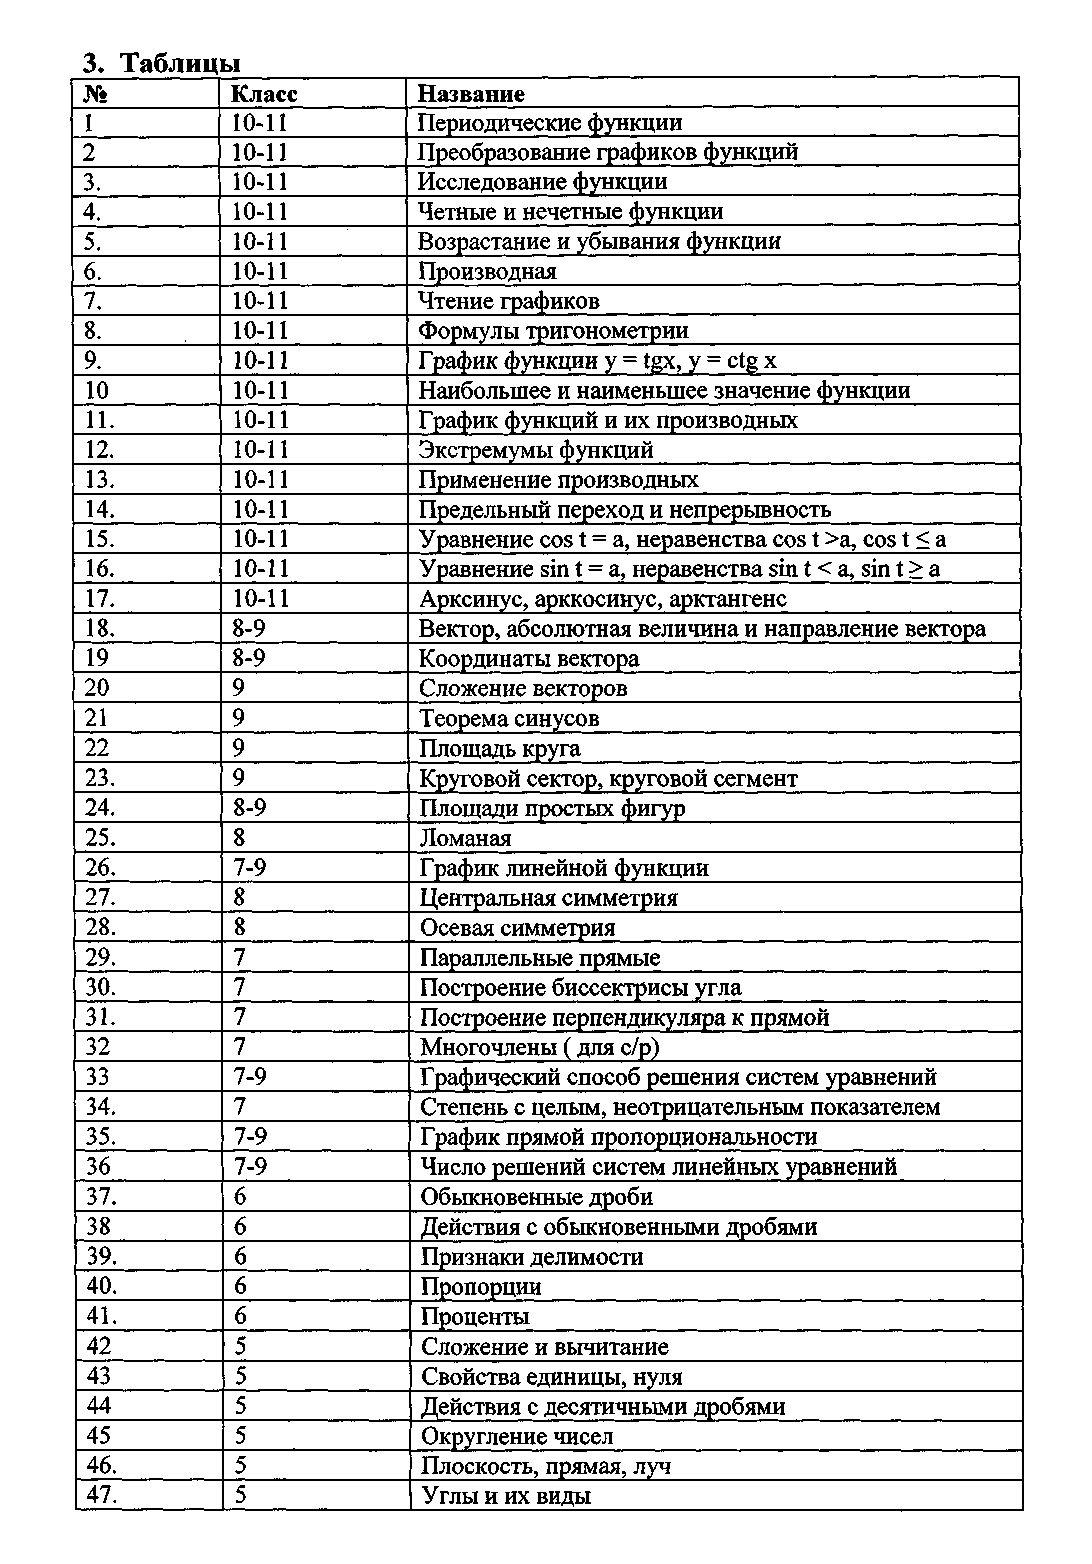 3. Таблицы
№ Класс Название
1 10-11 Периодические функции
2 10-11 Преобразование графиков функций
3. 10-11 Исследование функции
4. 10-11 Четные и нечетные функции
5. 10-11 Возрастание и убывания функции
6. 10-11 Производная
7. 10-11 Чтение графиков
8. 10-11 Формулы тригонометрии
9. 10-11 График функции y = tgx, y = ctg x
10 10-11 Наибольшее и наименьшее значение функции
11. 10-11 График функций и их производных
12. 10-11 Экстремумы функций
13. 10-11 Применение производных
14. 10-11 Предельный переход и непрерывность
15. 10-11 Уравнение cos t = a, неравенства cos t >a, cos t ≤ a
16. 10-11 Уравнение sin t = a, неравенства sin t < a, sin t ≥ a
17. 10-11 Арксинус, арккосинус, арктангенс
18. 8-9 Вектор, абсолютная величина и направление вектора
19 8-9 Координаты вектора
20 9 Сложение векторов
21 9 Теорема синусов
22 9 Площадь круга
23. 9 Круговой сектор, круговой сегмент
24. 8-9 Площади простых фигур
25. 8 Ломаная
26. 7-9 График линейной функции
27. 8 Центральная симметрия
28. 8 Осевая симметрия
29. 7 Параллельные прямые
30. 7 Построение биссектрисы угла
31. 7 Построение перпендикуляра к прямой
32 7 Многочлены ( для с/р)
33 7-9 Графический способ решения систем уравнений
34. 7 Степень с целым, неотрицательным показателем
35. 7-9 График прямой пропорциональности
36 7-9 Число решений систем линейных уравнений
37. 6 Обыкновенные дроби
38 6 Действия с обыкновенными дробями
39. 6 Признаки делимости
40. 6 Пропорции
41. 6 Проценты
42 5 Сложение и вычитание
43 5 Свойства единицы, нуля
44 5 Действия с десятичными дробями
45 5 Округление чисел
46. 5 Плоскость, прямая, луч
47. 5 Углы и их виды